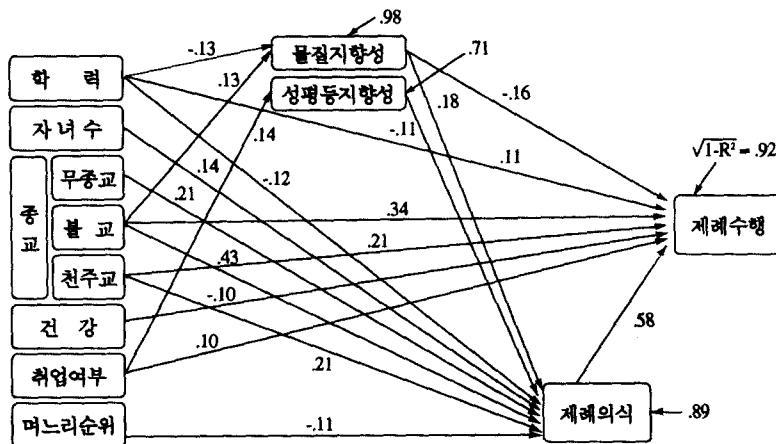 .98
-.13
물질지향성
.71
학 력
.13
성평등지향성
.18
-.16
자녀수
.14
-.11
.14
-.12
.11
√1-R² = .92
종교
무종교
.21
불 교
.34
제례수행
.43
.21
천주교
-.10
건 강
.58
.10
.21
취업여부
제례의식
.89
며느리순위
-.11